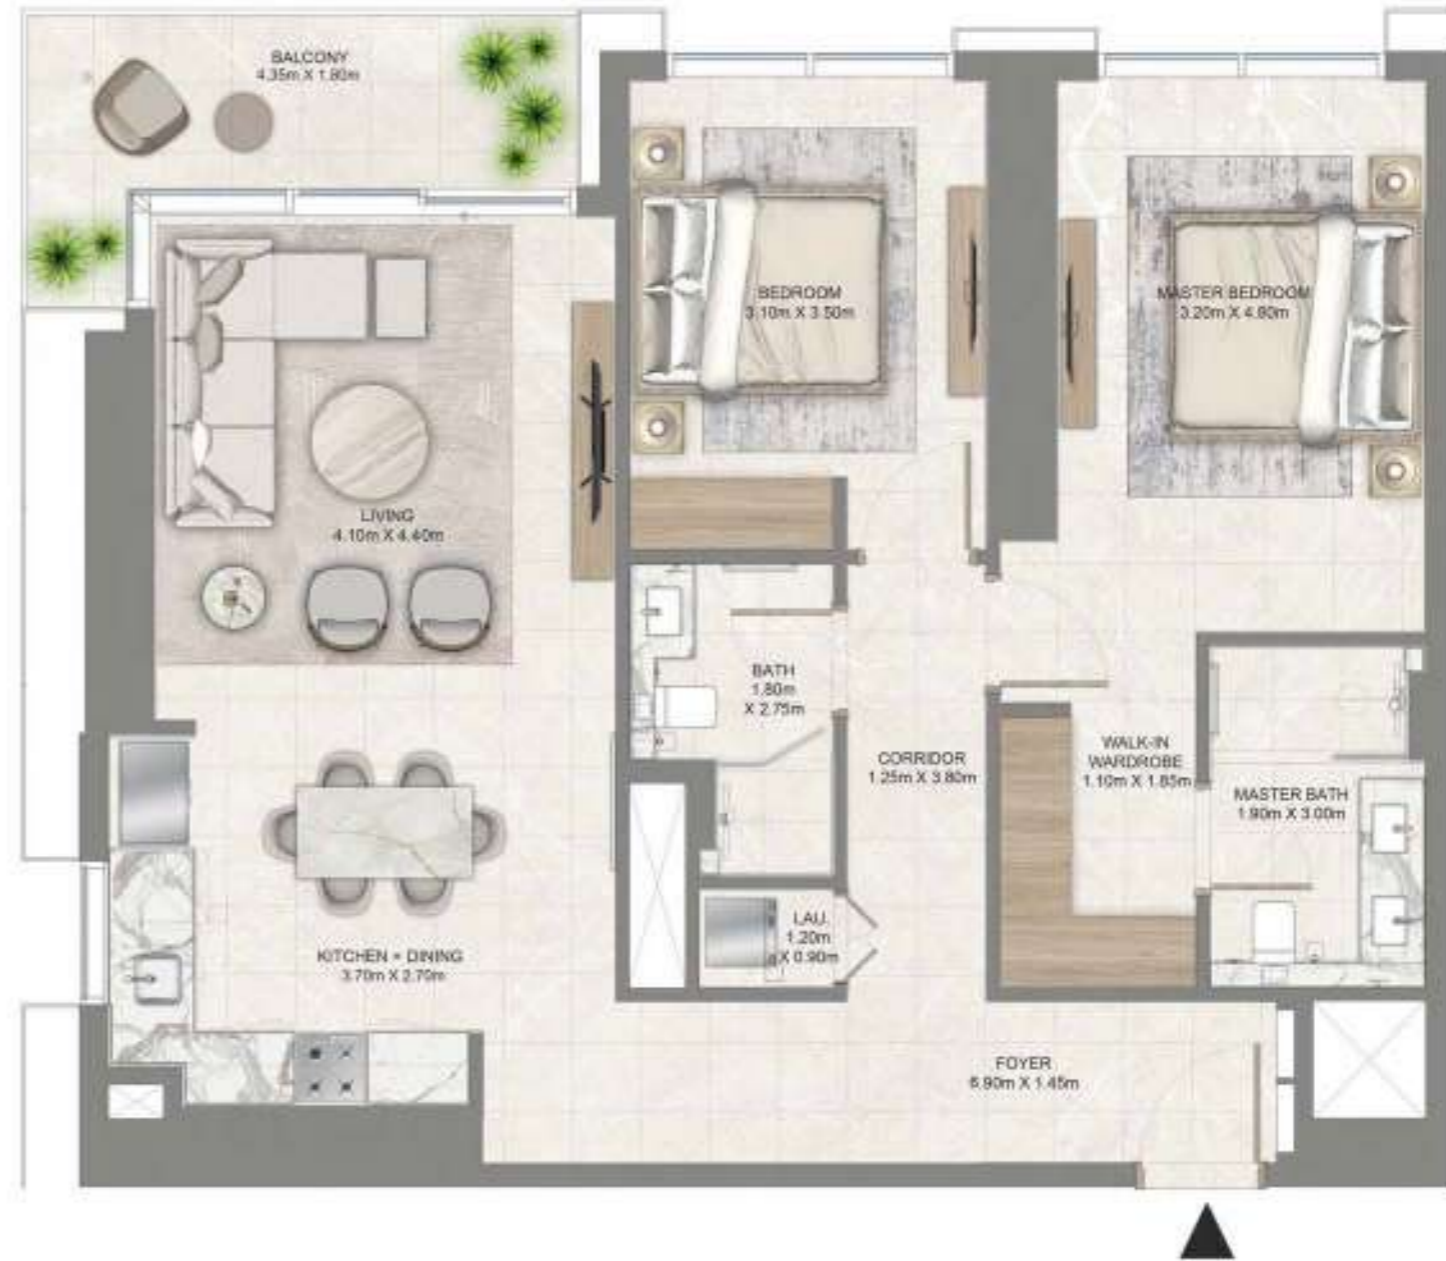 BALCONY
4.35m X 1.80m
BEDROOM
3.10m X 3.50m
MASTER BEDROOM
3.20m X 4.80m
LIVING
4.10m X 4.40m
BATH
1.80m
X 2.75m
CORRIDOR
1.25m X 3.80m
WALK-IN
WARDROBE
1.10m X 1.85m
MASTER BATH
1.90m X 3.00m
LAU.
1.20m
X 0.90m
KITCHEN + DINING
3.70m X 2.70m
FOYER
6.90m X 1.45m